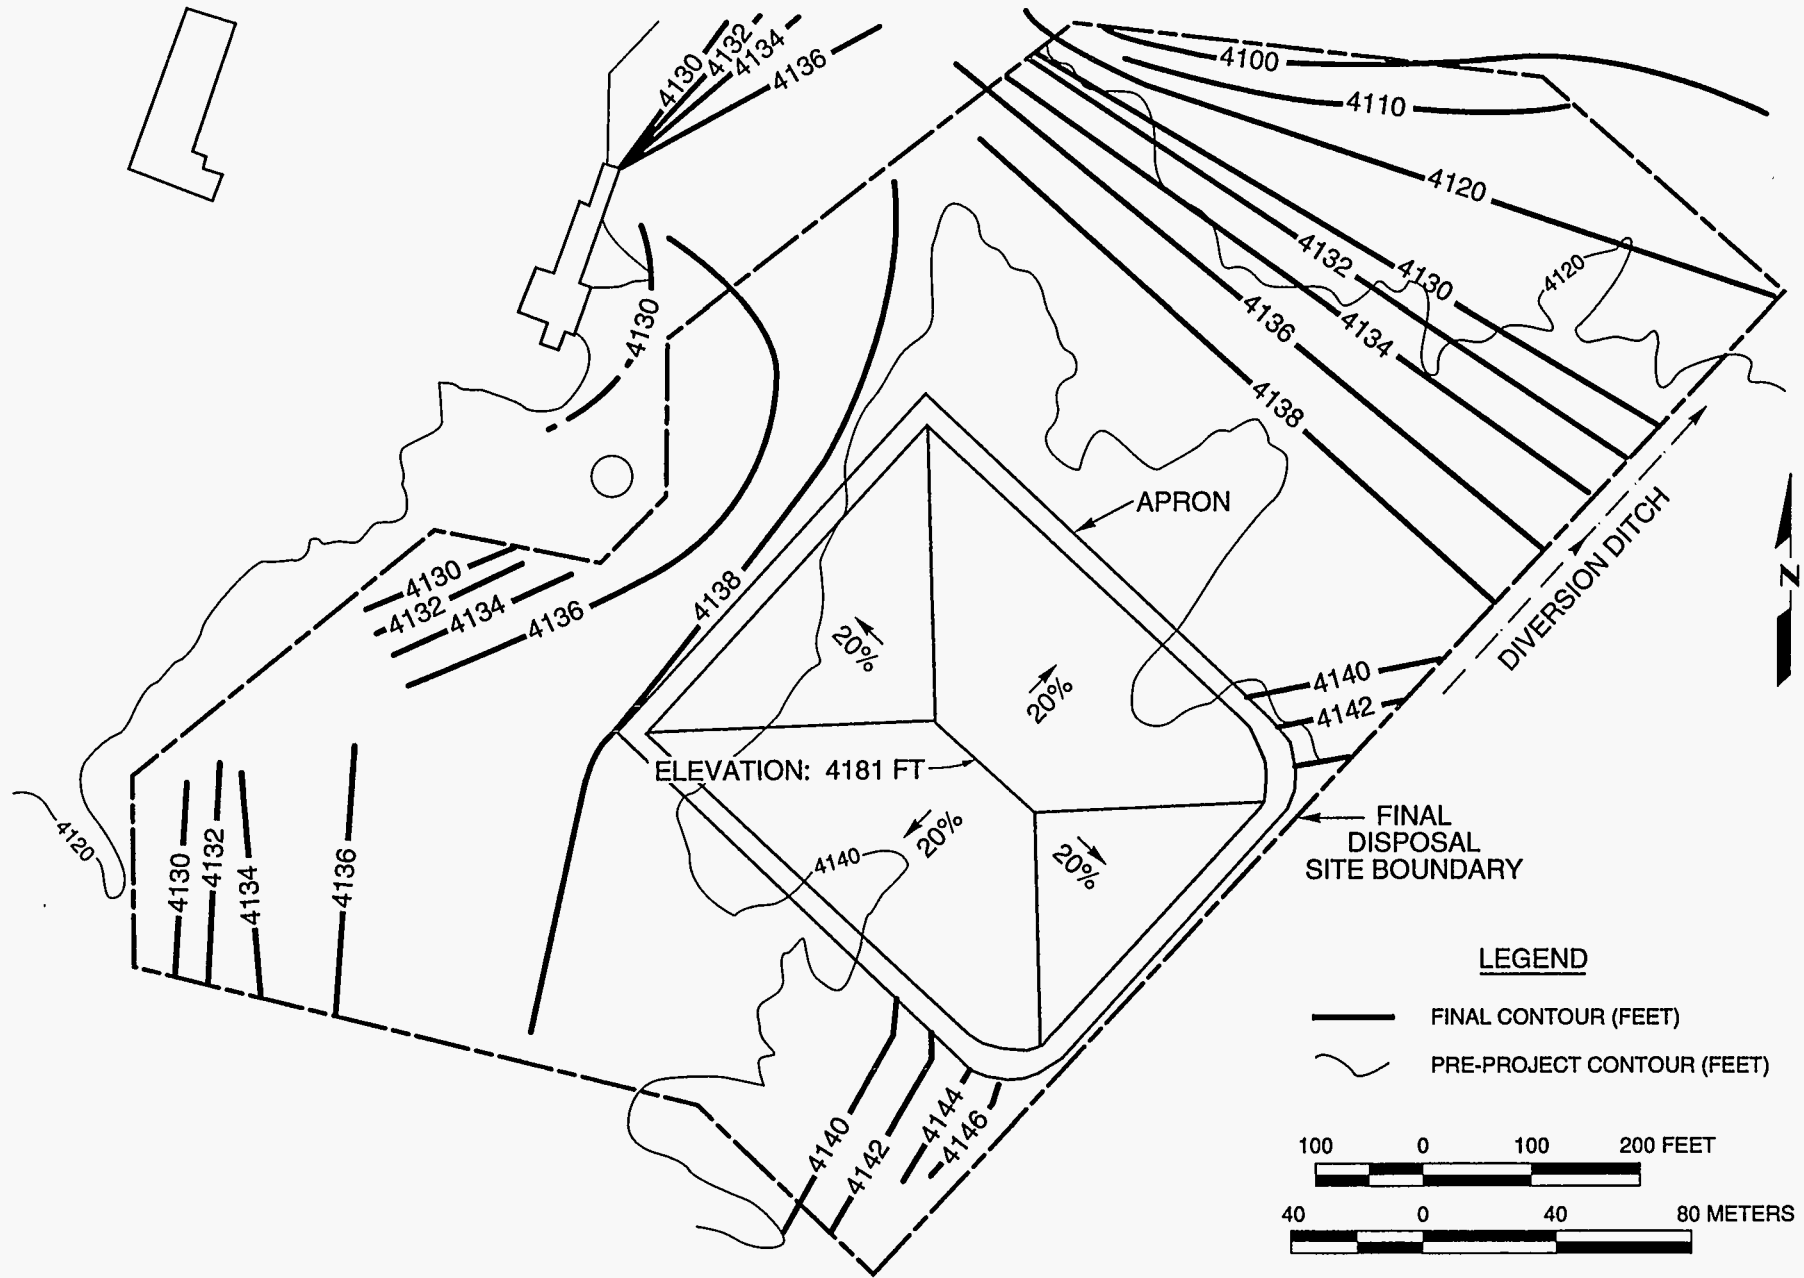 4130
4132
4134
4136
4100
4110
4120
4132
4130
4120
4136
4134
4138
4130
APRON
4130
4132
4134
4136
4138
DIVERSION DITCH
N
20%
20%
4140
4142
ELEVATION: 4181 FT
FINAL
DISPOSAL
SITE BOUNDARY
20%
20%
4140
4120
4130
4132
4134
4136
LEGEND
FINAL CONTOUR (FEET)
PRE-PROJECT CONTOUR (FEET)
4140
4142
4144
4146
100 0 100 200 FEET
40 0 40 80 METERS